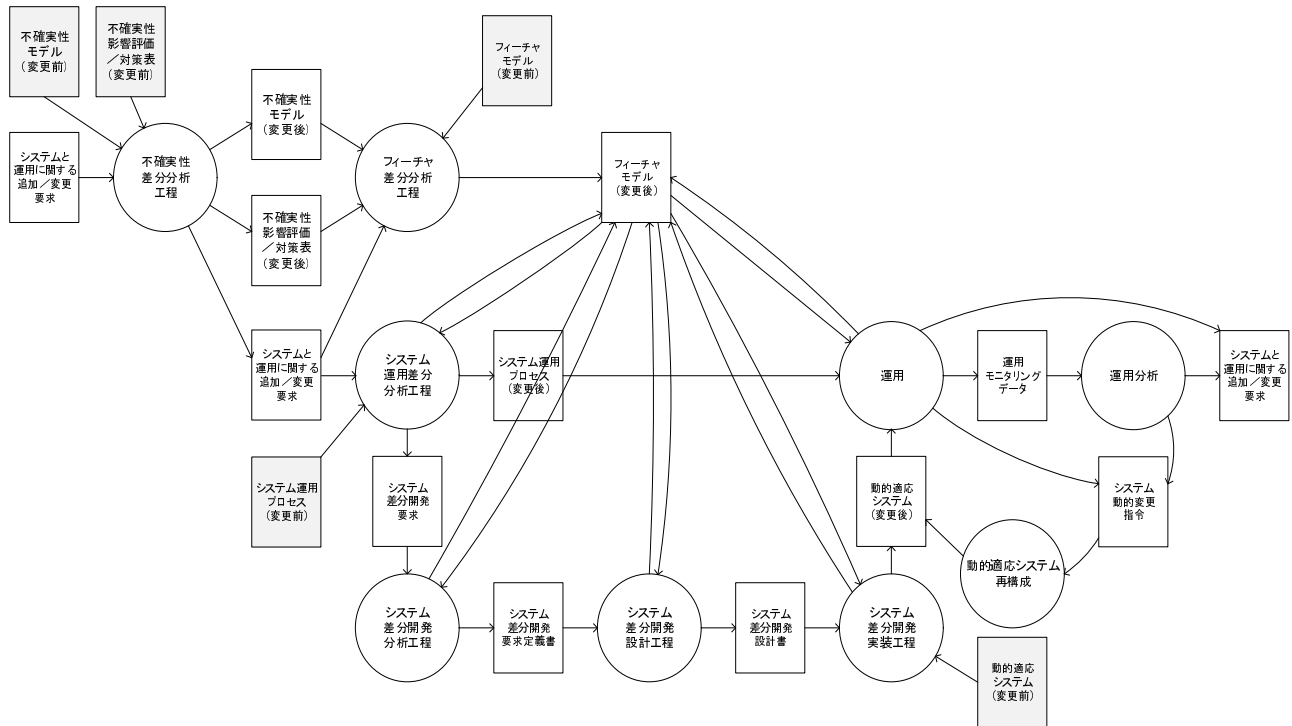 不確実性
モデル
(変更前)
不確実性
影響評価
／対策表
(変更前)
フィーチャ
モデル
(変更前)
システムと
運用に関する
追加／変更
要求
不確実性
差分分析
工程
不確実性
モデル
(変更後)
不確実性
影響評価
／対策表
(変更後)
フィーチャ
差分分析
工程
フィーチャ
モデル
(変更後)
システムと
運用に関する
追加／変更
要求
システム
運用差分
分析工程
システム運用
プロセス
(変更後)
運用
運用
モニタリング
データ
運用分析
システムと
運用に関する
追加／変更
要求
システム運用
プロセス
(変更前)
システム
差分開発
要求
動的適応
システム
(変更後)
システム
動的変更
指令
動的適応システム
再構成
システム
差分開発
分析工程
システム
差分開発
要求定義書
システム
差分開発
設計工程
システム
差分開発
設計書
システム
差分開発
実装工程
動的適応
システム
(変更前)